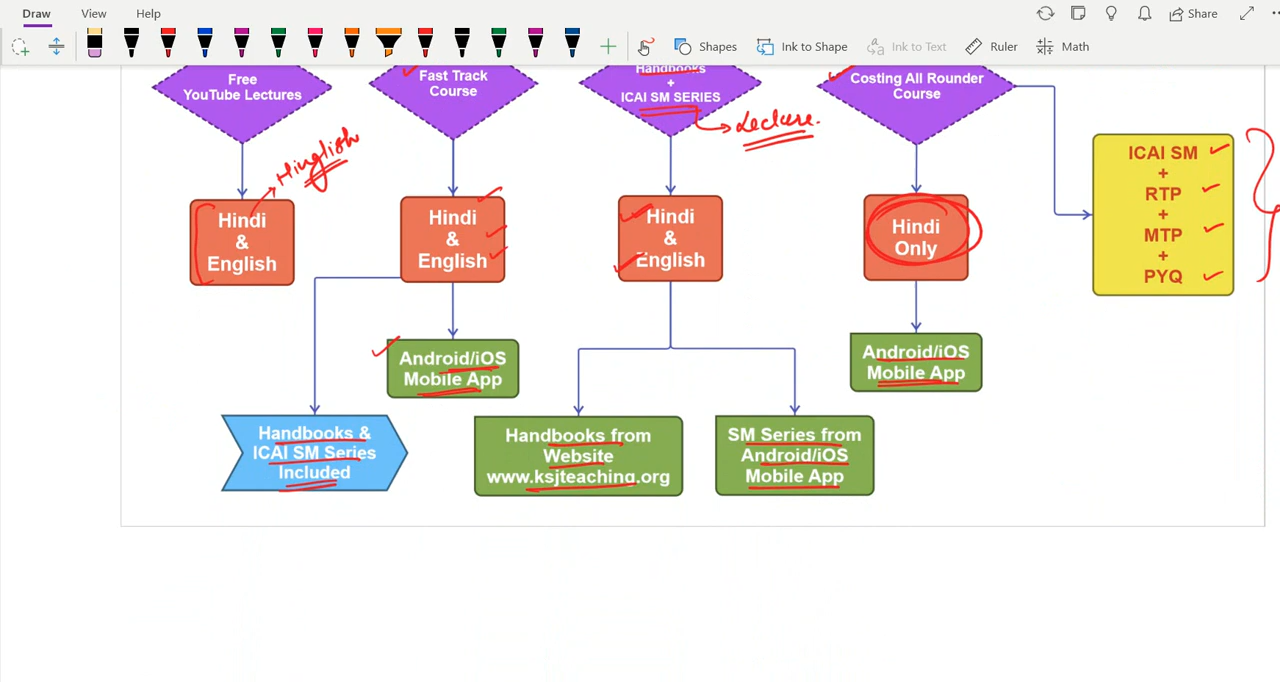 Draw View Help
Share
Shapes Ink to Shape Ink to Text Ruler Math
Free
YouTube Lectures
Fast Track
Course
Handbooks
+
ICAI SM SERIES
Costing All Rounder
Course
Hinglish
Lecture.
Hindi
&
English
Hindi
&
English
Hindi
&
English
Hindi
Only
ICAI SM
+
RTP
+
MTP
+
PYQ
Android/iOS
Mobile App
Android/iOS
Mobile App
Handbooks &
ICAI SM Series
Included
Handbooks from
Website
www.ksjteaching.org
SM Series from
Android/iOS
Mobile App